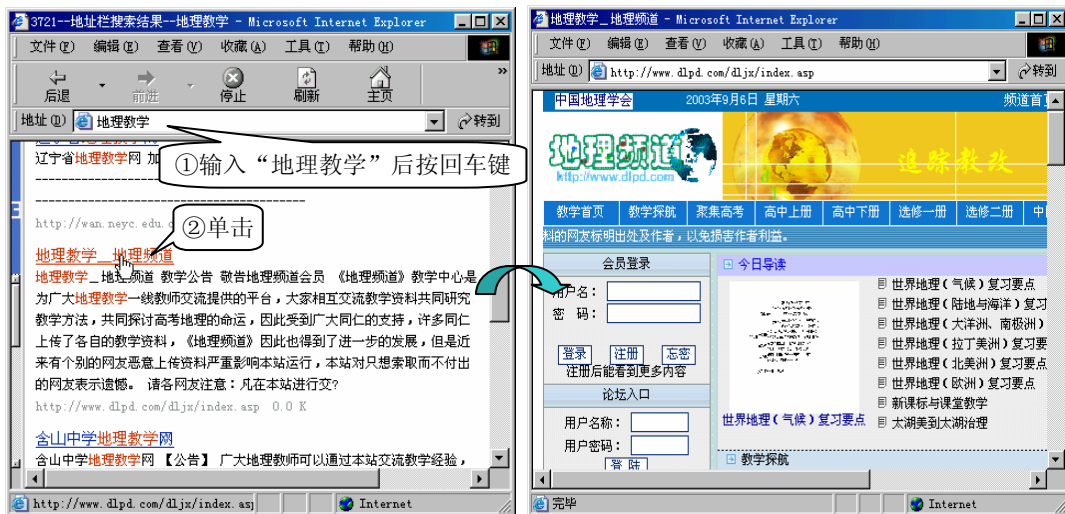 3721--地址栏搜索结果--地理教学 - Microsoft Internet Explorer
文件(F) 编辑(E) 查看(V) 收藏(A) 工具(T) 帮助(H)
后退 前进 停止 刷新 主页 »
地址(D) 地理教学 转到
①输入“地理教学”后按回车键
辽宁省地理教学网 加
--------------------------------
http://wan.neyc.edu.
②单击
地理教学__地理频道
地理教学_地理频道 教学公告 敬告地理频道会员 《地理频道》教学中心是
为广大地理教学一线教师交流提供的平台，大家相互交流教学资料共同研究
教学方法，共同探讨高考地理的命运，因此受到广大同仁的支持，许多同仁
上传了各自的教学资料，《地理频道》因此也得到了进一步的发展，但是近
来有个别的网友恶意上传资料严重影响本站运行，本站对只想索取而不付出
的网友表示遗憾。 请各网友注意：凡在本站进行交?
http://www.dlpd.com/dljx/index.asp 0.0 K
含山中学地理教学网
含山中学地理教学网 【公告】 广大地理教师可以通过本站交流教学经验，
http://www.dlpd.com/dljx/index.asp Internet
地理教学_地理频道 - Microsoft Internet Explorer
文件(F) 编辑(E) 查看(V) 收藏(A) 工具(T) 帮助(H)
地址(D) http://www.dlpd.com/dljx/index.asp 转到
中国地理学会 2003年9月6日 星期六 频道首
地理频道 追踪教改
http://www.dlpd.com
教学首页 教学探航 聚集高考 高中上册 高中下册 选修一册 选修二册 中
料的网友标明出处及作者，以免损害作者利益。
会员登录
用户名：
密 码：
登录 注册 忘密
注册后能看到更多内容
论坛入口
用户名称：
用户密码：
登 陆
今日导读
世界地理(气候)复习要点
世界地理(气候)复习要点
世界地理(陆地与海洋)复习
世界地理(大洋洲、南极洲)
世界地理(拉丁美洲)复习要
世界地理(北美洲)复习要点
世界地理(欧洲)复习要点
新课标与课堂教学
太湖美到太湖治理
教学探航
完毕 Internet